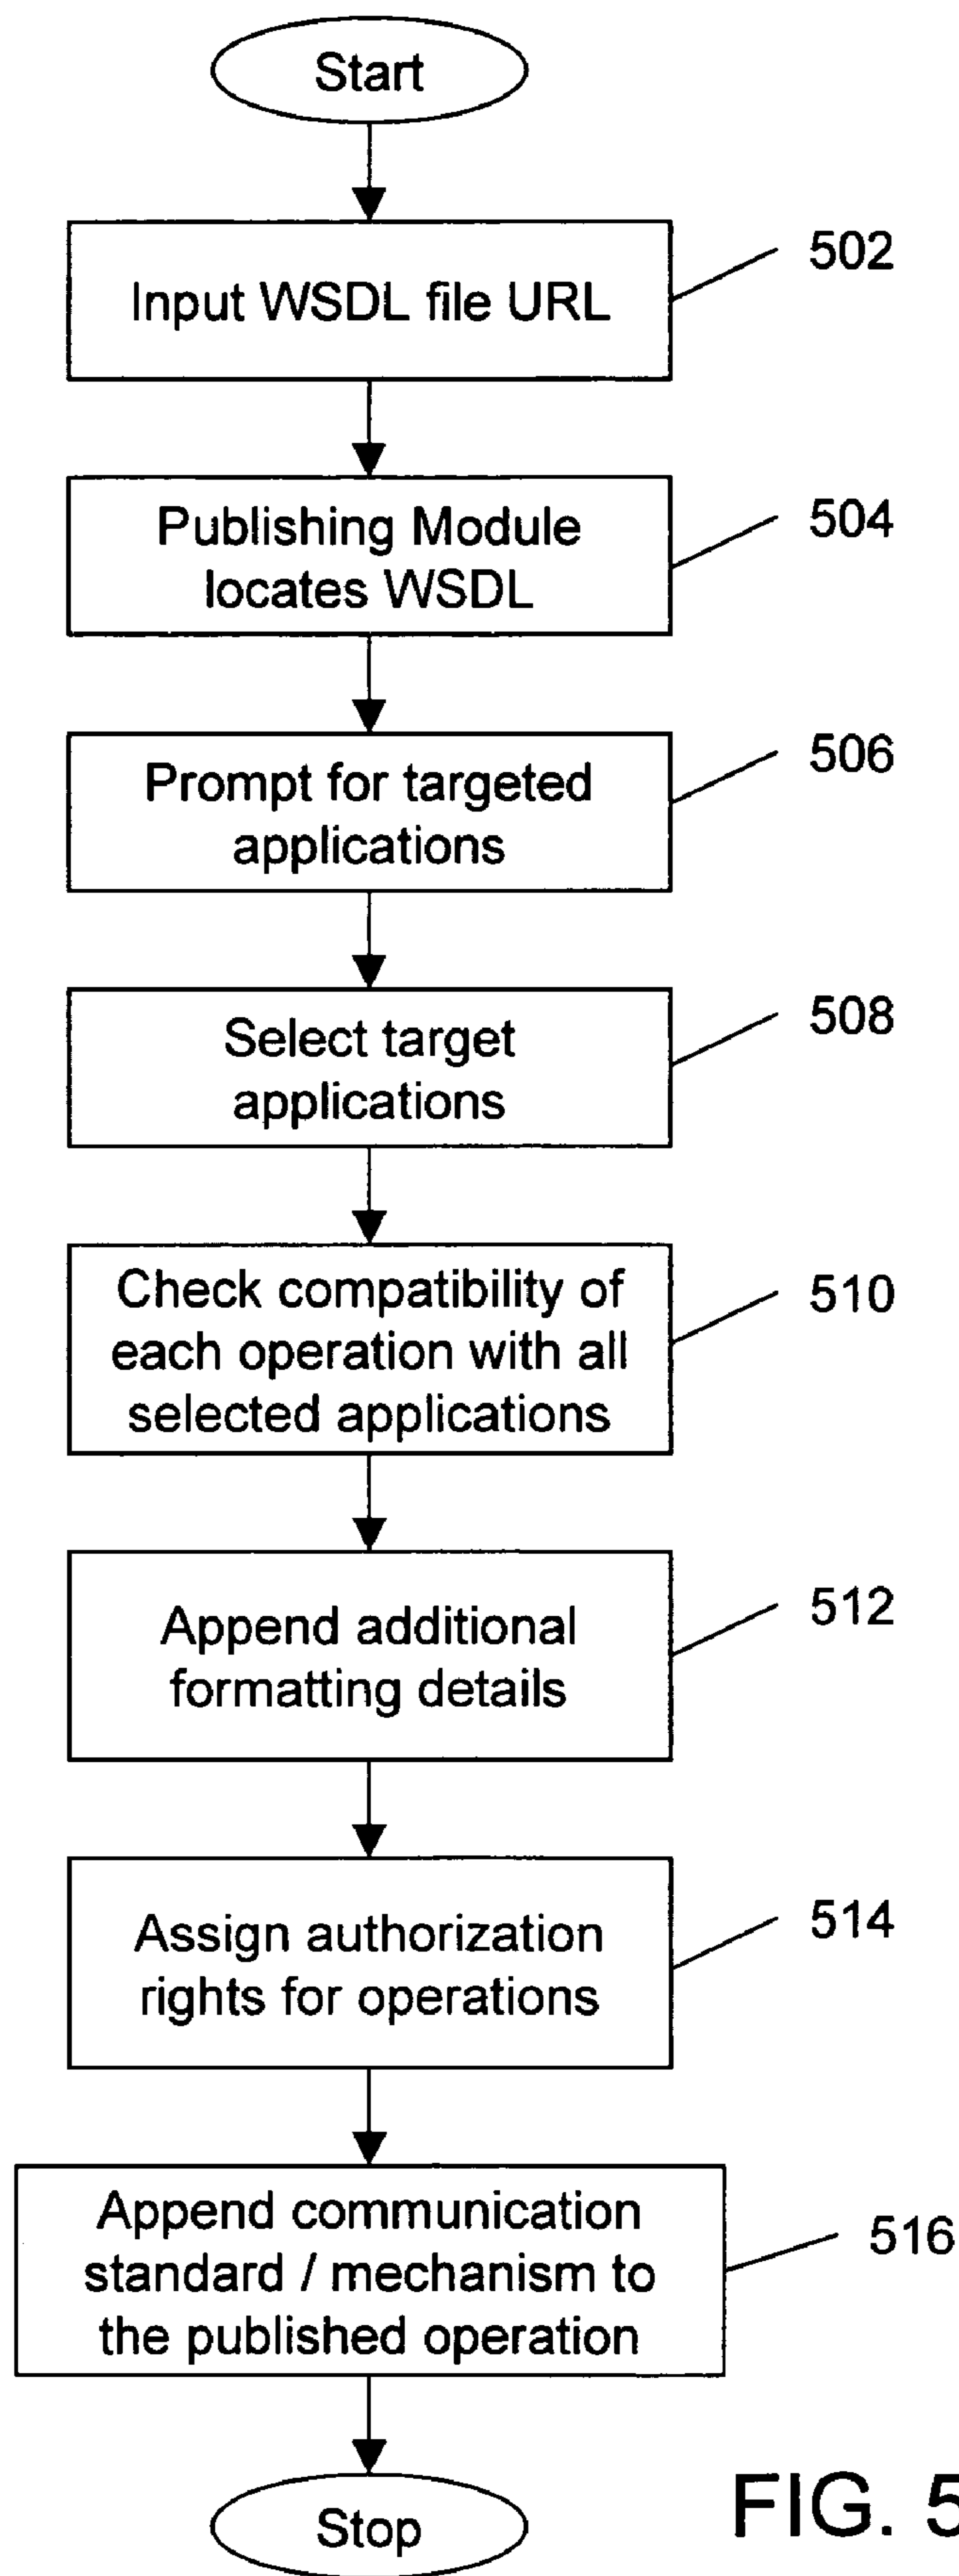 Start
Input WSDL file URL
502
Publishing Module
locates WSDL
504
Prompt for targeted
applications
506
Select target
applications
508
Check compatibility of
each operation with all
selected applications
510
Append additional
formatting details
512
Assign authorization
rights for operations
514
Append communication
standard / mechanism to
the published operation
516
Stop
FIG. 5